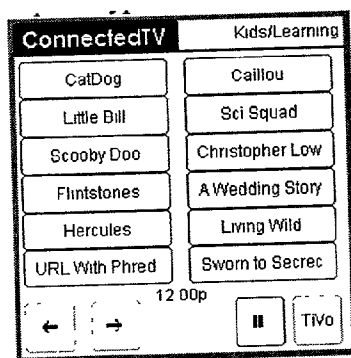 ConnectedTV Kids/Learning
CatDog Caillou
Little Bill Sci Squad
Scooby Doo Christopher Low
Flintstones A Wedding Story
Hercules Living Wild
URL With Phred Sworn to Secrec
12 00p
TiVo